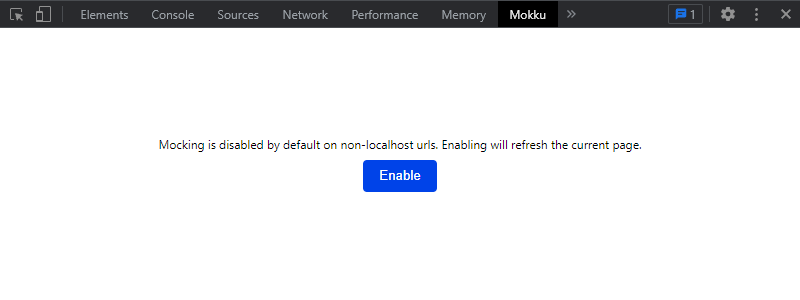 Elements Console Sources Network Performance Memory Mokku » 1
Mocking is disabled by default on non-localhost urls. Enabling will refresh the current page.
Enable